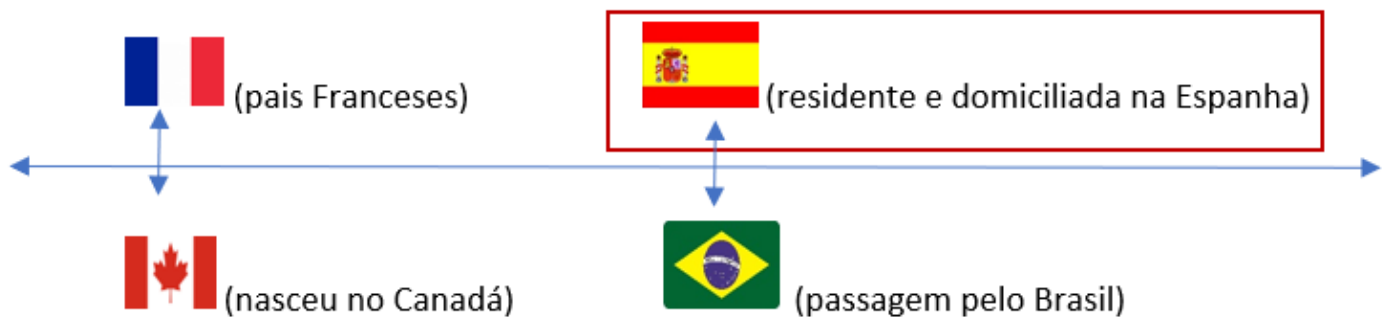 (pais Franceses)
(residente e domiciliada na Espanha)
(nasceu no Canadá)
(passagem pelo Brasil)